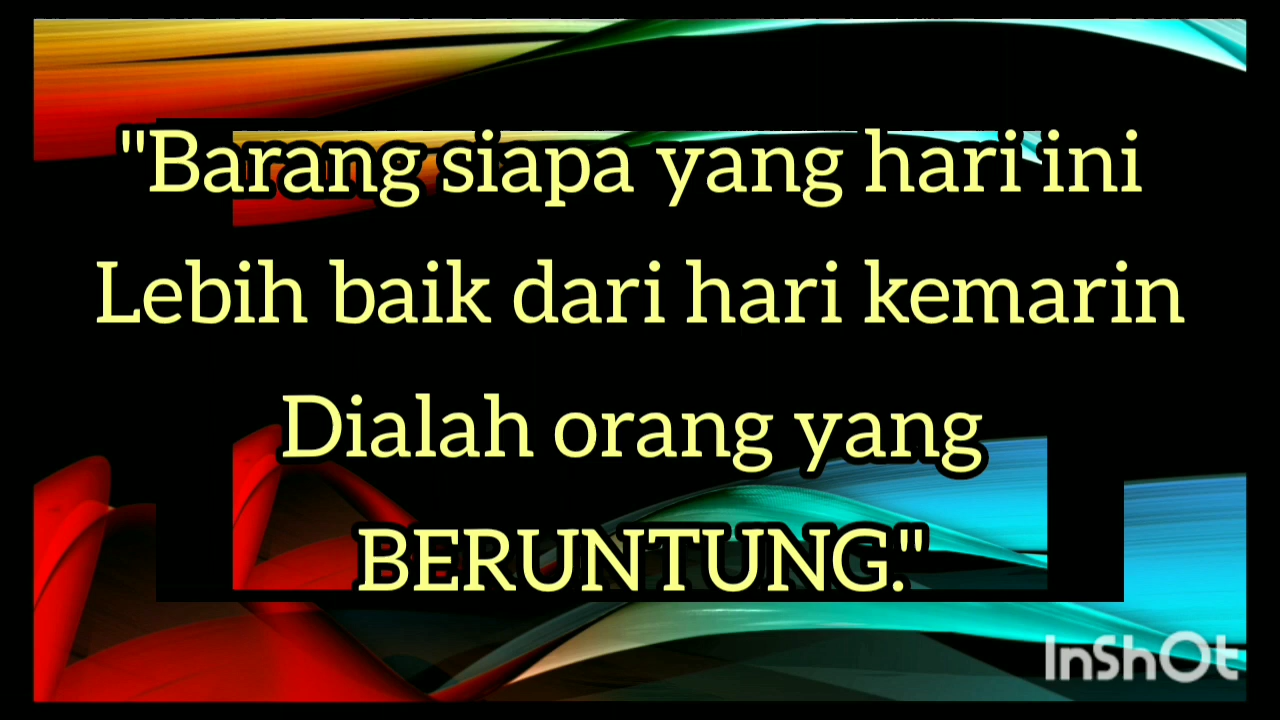 "Barang siapa yang hari ini
Lebih baik dari hari kemarin
Dialah orang yang
BERUNTUNG."
InShOt